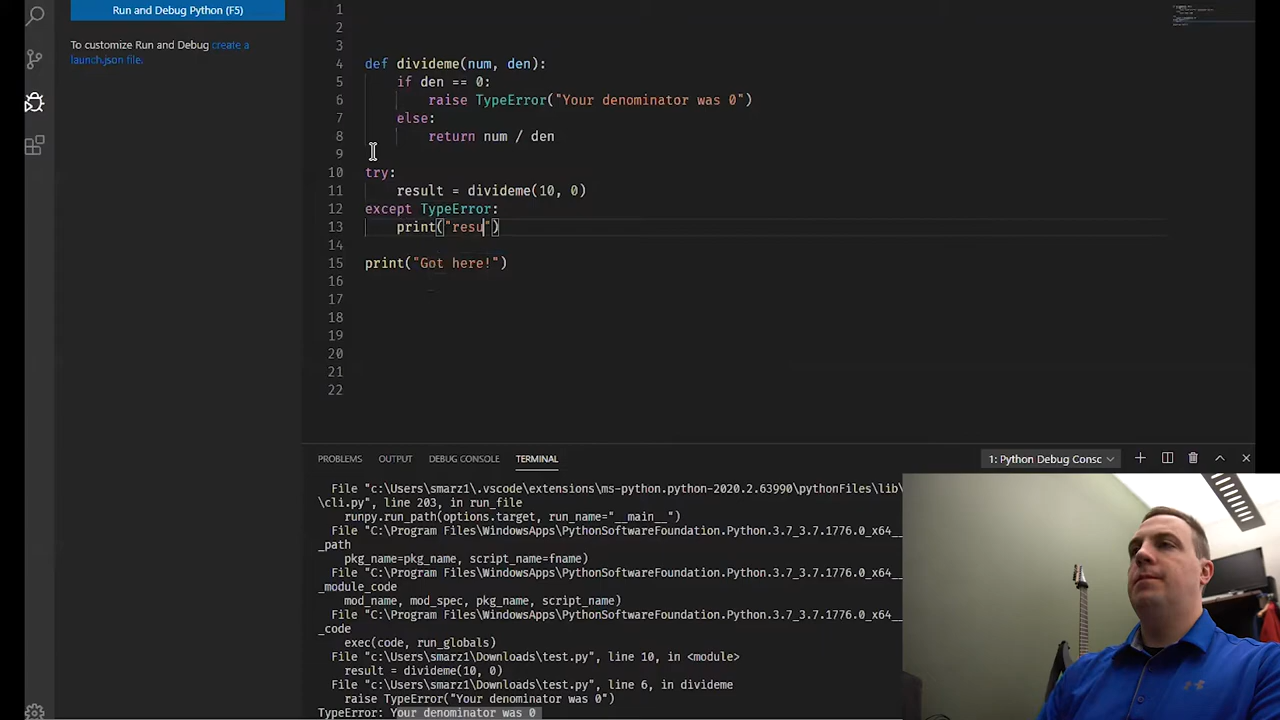 Run and Debug Python (F5)
To customize Run and Debug create a
launch.json file.
1
2
3
4 def divideme(num, den):
5 if den == 0:
6 raise TypeError("Your denominator was 0")
7 else:
8 return num / den
9
10 try:
11 result = divideme(10, 0)
12 except TypeError:
13 print("resu")
14
15 print("Got here!")
16
17
18
19
20
21
22
PROBLEMS OUTPUT DEBUG CONSOLE TERMINAL 1: Python Debug Consc
File "c:\Users\smarz1\.vscode\extensions\ms-python.python-2020.2.63990\pythonFiles\lib\
\cli.py", line 203, in run_file
runpy.run_path(options.target, run_name="__main__")
File "C:\Program Files\WindowsApps\PythonSoftwareFoundation.Python.3.7_3.7.1776.0_x64__
_path
pkg_name=pkg_name, script_name=fname)
File "C:\Program Files\WindowsApps\PythonSoftwareFoundation.Python.3.7_3.7.1776.0_x64__
_module_code
mod_name, mod_spec, pkg_name, script_name)
File "C:\Program Files\WindowsApps\PythonSoftwareFoundation.Python.3.7_3.7.1776.0_x64__
_code
exec(code, run_globals)
File "c:\Users\smarz1\Downloads\test.py", line 10, in <module>
result = divideme(10, 0)
File "c:\Users\smarz1\Downloads\test.py", line 6, in divideme
raise TypeError("Your denominator was 0")
TypeError: Your denominator was 0